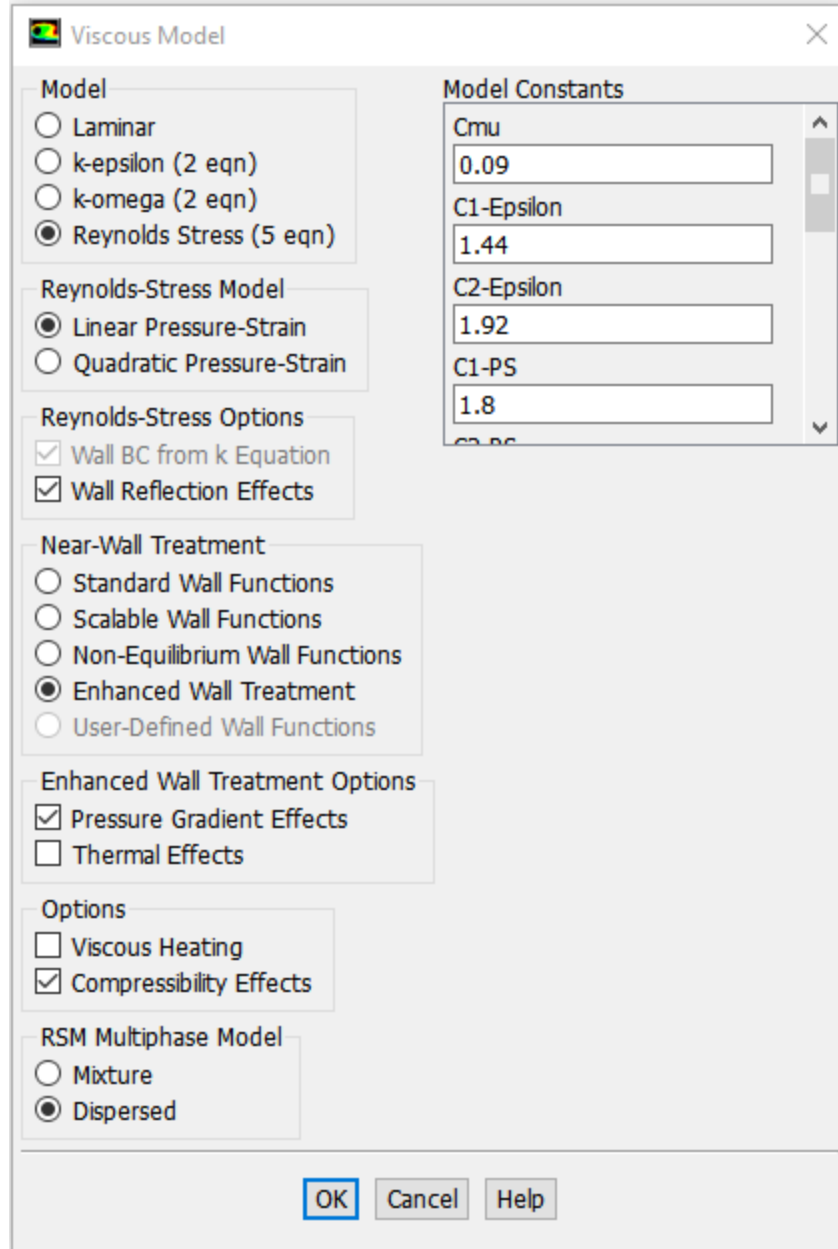 Viscous Model
Model
Laminar
k-epsilon (2 eqn)
k-omega (2 eqn)
Reynolds Stress (5 eqn)
Reynolds-Stress Model
Linear Pressure-Strain
Quadratic Pressure-Strain
Reynolds-Stress Options
Wall BC from k Equation
Wall Reflection Effects
Near-Wall Treatment
Standard Wall Functions
Scalable Wall Functions
Non-Equilibrium Wall Functions
Enhanced Wall Treatment
User-Defined Wall Functions
Enhanced Wall Treatment Options
Pressure Gradient Effects
Thermal Effects
Options
Viscous Heating
Compressibility Effects
RSM Multiphase Model
Mixture
Dispersed
Model Constants
Cmu
0.09
C1-Epsilon
1.44
C2-Epsilon
1.92
C1-PS
1.8
OK Cancel Help